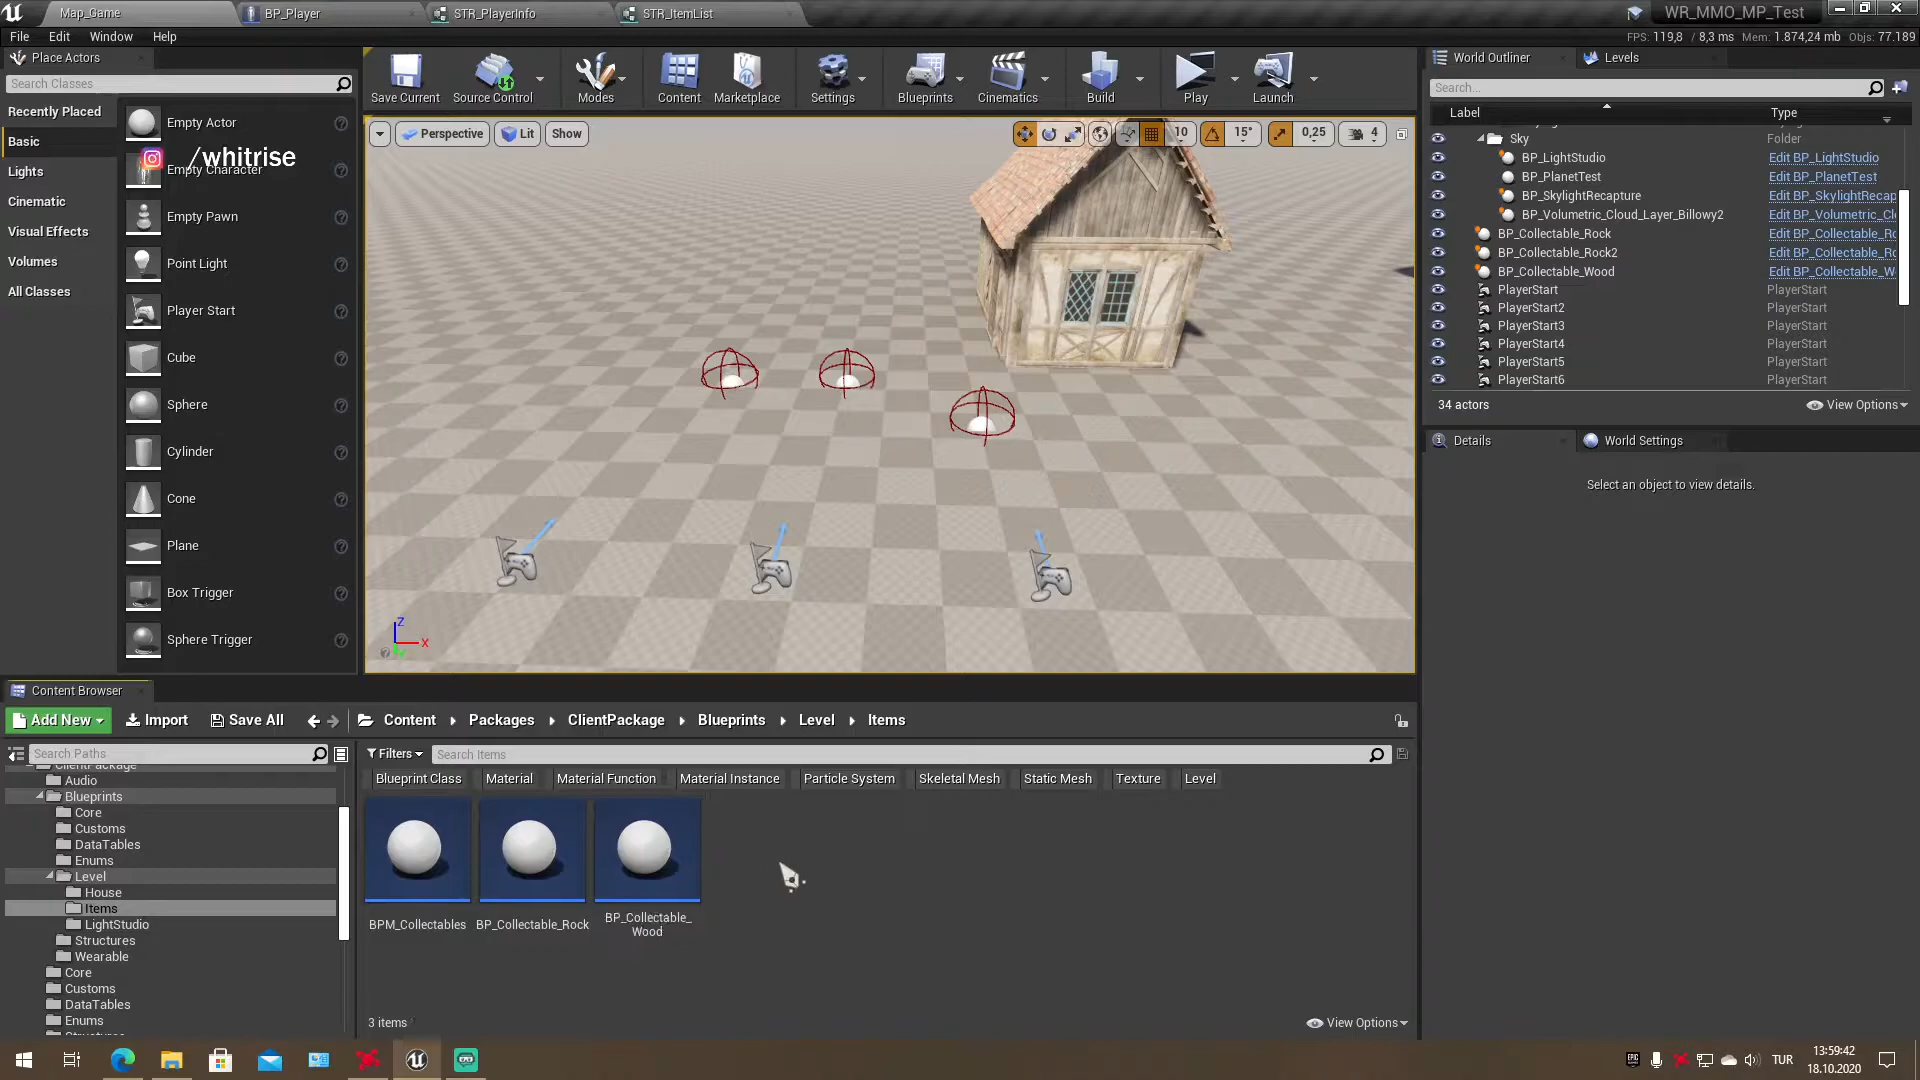 Map_Game
BP_Player
STR_PlayerInfo
STR_ItemList
WR_MMO_MP_Test
File Edit Window Help
FPS: 119,8 / 8,3 ms Mem: 1.874,24 mb Objs: 77.189
Place Actors
Search Classes
Recently Placed
Basic
Lights
Cinematic
Visual Effects
Volumes
All Classes
Empty Actor
/whitrise
Empty Character
Empty Pawn
Point Light
Player Start
Cube
Sphere
Cylinder
Cone
Plane
Box Trigger
Sphere Trigger
Save Current
Source Control
Modes
Content
Marketplace
Settings
Blueprints
Cinematics
Build
Play
Launch
Perspective
Lit
Show
10
15°
0,25
4
Z
X
World Outliner
Levels
Search...
Label
Type
Sky Folder
BP_LightStudio Edit BP_LightStudio
BP_PlanetTest Edit BP_PlanetTest
BP_SkylightRecapture Edit BP_SkylightRecap
BP_Volumetric_Cloud_Layer_Billowy2 Edit BP_Volumetric_Cl
BP_Collectable_Rock Edit BP_Collectable_Ro
BP_Collectable_Rock2 Edit BP_Collectable_Ro
BP_Collectable_Wood Edit BP_Collectable_W
PlayerStart PlayerStart
PlayerStart2 PlayerStart
PlayerStart3 PlayerStart
PlayerStart4 PlayerStart
PlayerStart5 PlayerStart
PlayerStart6 PlayerStart
34 actors
View Options
Details
World Settings
Select an object to view details.
Content Browser
Add New
Import
Save All
Content
Packages
ClientPackage
Blueprints
Level
Items
Search Paths
ClientPackage
Audio
Blueprints
Core
Customs
DataTables
Enums
Level
House
Items
LightStudio
Structures
Wearable
Core
Customs
DataTables
Enums
Filters
Search Items
Blueprint Class
Material
Material Function
Material Instance
Particle System
Skeletal Mesh
Static Mesh
Texture
Level
BPM_Collectables
BP_Collectable_Rock
BP_Collectable_
Wood
3 items
View Options
TUR
13:59:42
18.10.2020